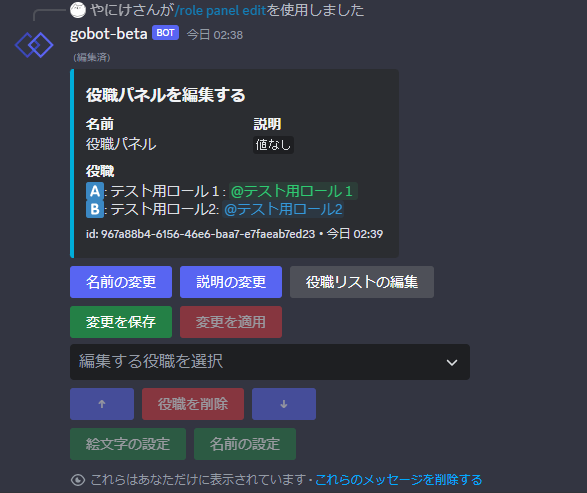 やにけさんが/role panel editを使用しました
gobot-beta BOT 今日 02:38
(編集済)
役職パネルを編集する
名前 説明
役職パネル 値なし
役職
A: テスト用ロール１: @テスト用ロール１
B: テスト用ロール2: @テスト用ロール2
id: 967a88b4-6156-46e6-baa7-e7faeab7ed23 • 今日 02:39
名前の変更 説明の変更 役職リストの編集
変更を保存 変更を適用
編集する役職を選択
↑ 役職を削除 ↓
絵文字の設定 名前の設定
これらはあなただけに表示されています • これらのメッセージを削除する